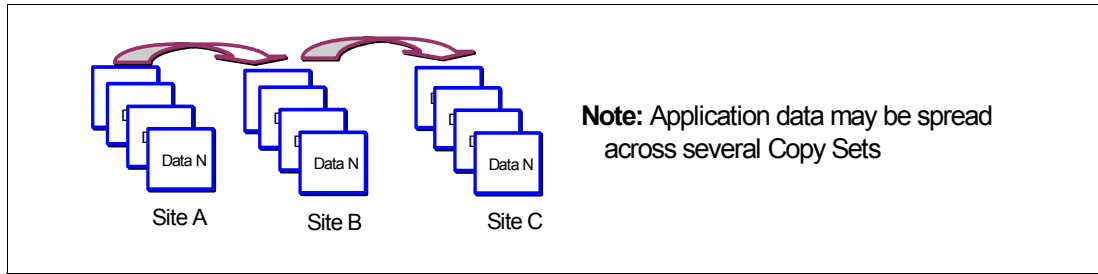 Data N
Data N
Data N
Site A
Site B
Site C
Note: Application data may be spread
across several Copy Sets